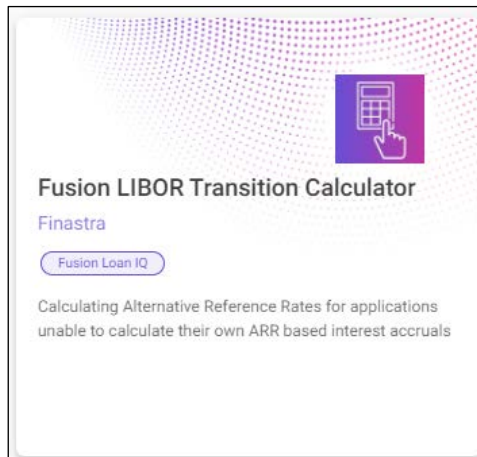 Fusion LIBOR Transition Calculator
Finastra
Fusion Loan IQ
Calculating Alternative Reference Rates for applications
unable to calculate their own ARR based interest accruals